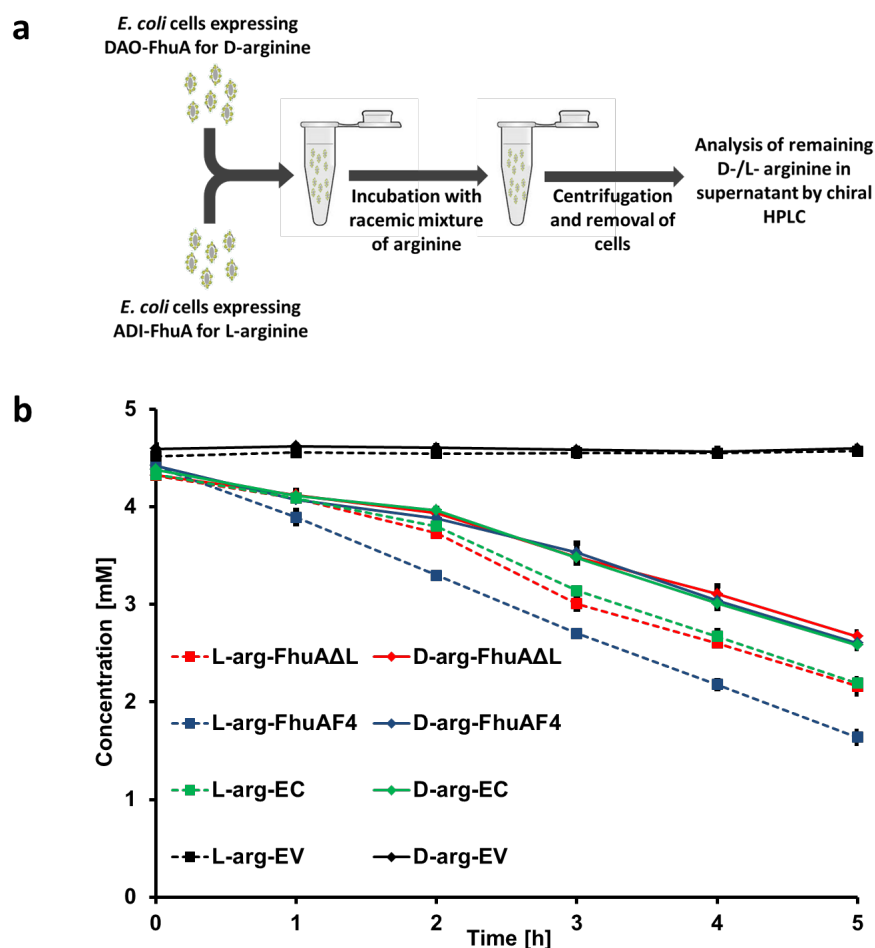 a
E. coli cells expressing
DAO-FhuA for D-arginine
Incubation with
racemic mixture
of arginine
Centrifugation
and removal of
cells
Analysis of remaining
D-/L- arginine in
supernatant by chiral
HPLC
E. coli cells expressing
ADI-FhuA for L-arginine
b
Concentration [mM]
5
4
3
2
1
0
L-arg-FhuAΔL D-arg-FhuAΔL
L-arg-FhuAF4 D-arg-FhuAF4
L-arg-EC D-arg-EC
L-arg-EV D-arg-EV
0 1 2 3 4 5
Time [h]